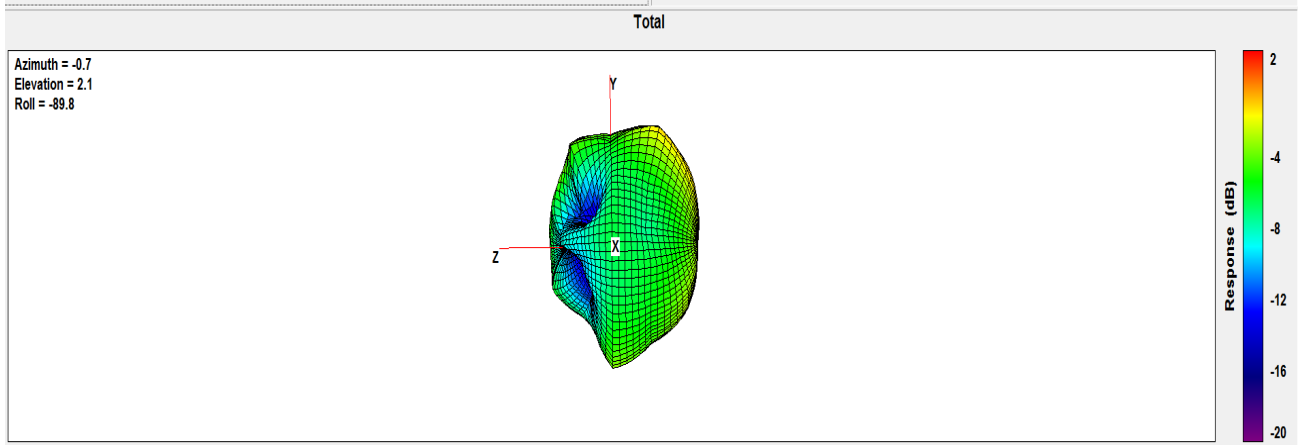 Total
Azimuth = -0.7
Elevation = 2.1
Roll = -89.8
Y
Z
X
2
-4
-8
-12
-16
-20
Response (dB)